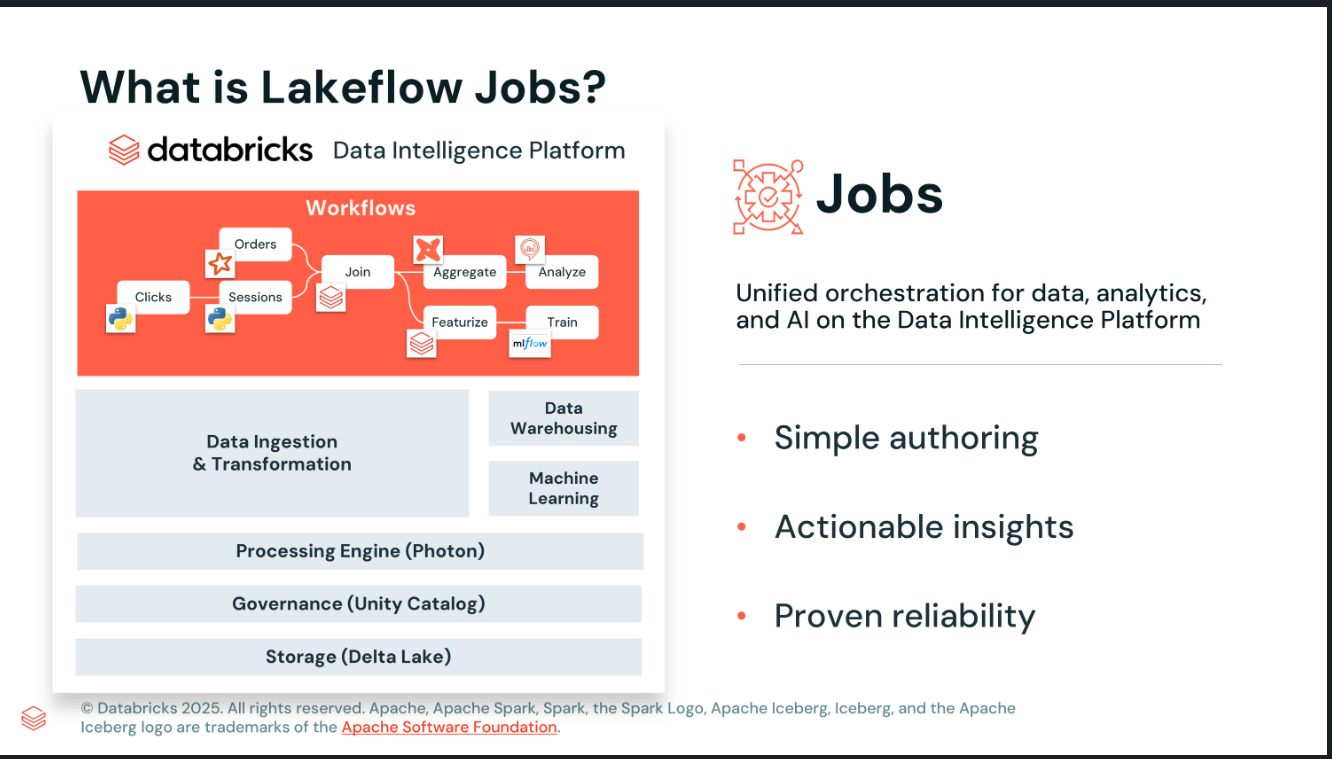 What is Lakeflow Jobs?
databricks Data Intelligence Platform
Workflows
Orders
Clicks
Sessions
Join
Aggregate
Analyze
Featurize
Train
mlflow
Data Ingestion
& Transformation
Data
Warehousing
Machine
Learning
Processing Engine (Photon)
Governance (Unity Catalog)
Storage (Delta Lake)
Jobs
Unified orchestration for data, analytics,
and AI on the Data Intelligence Platform
• Simple authoring
• Actionable insights
• Proven reliability
© Databricks 2025. All rights reserved. Apache, Apache Spark, Spark, the Spark Logo, Apache Iceberg, Iceberg, and the Apache
Iceberg logo are trademarks of the Apache Software Foundation.